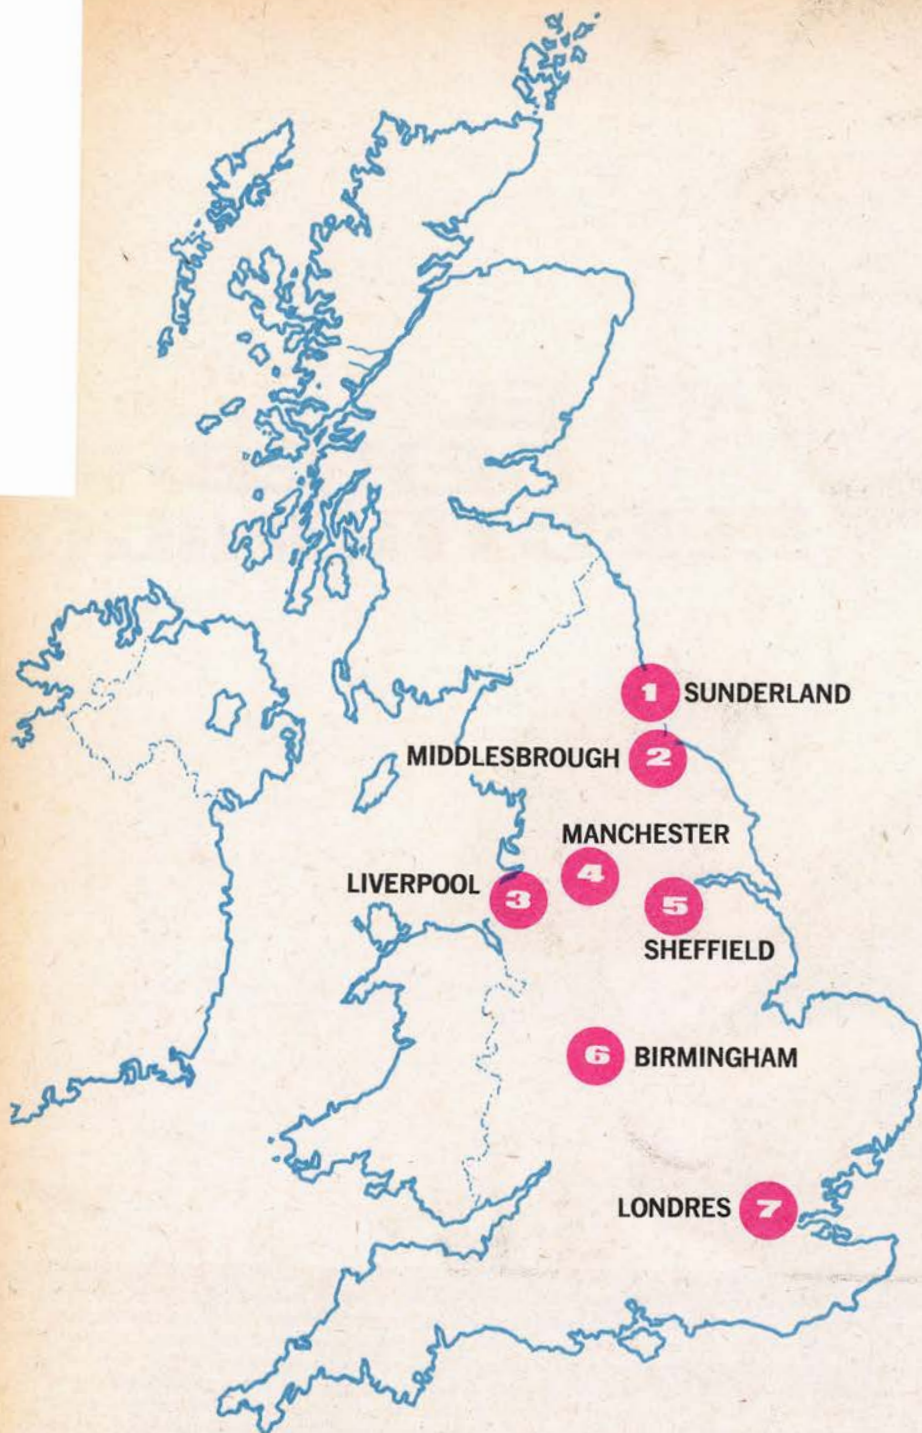 1 SUNDERLAND
MIDDLESBROUGH 2
MANCHESTER
4
LIVERPOOL 3
5
SHEFFIELD
6 BIRMINGHAM
LONDRES 7